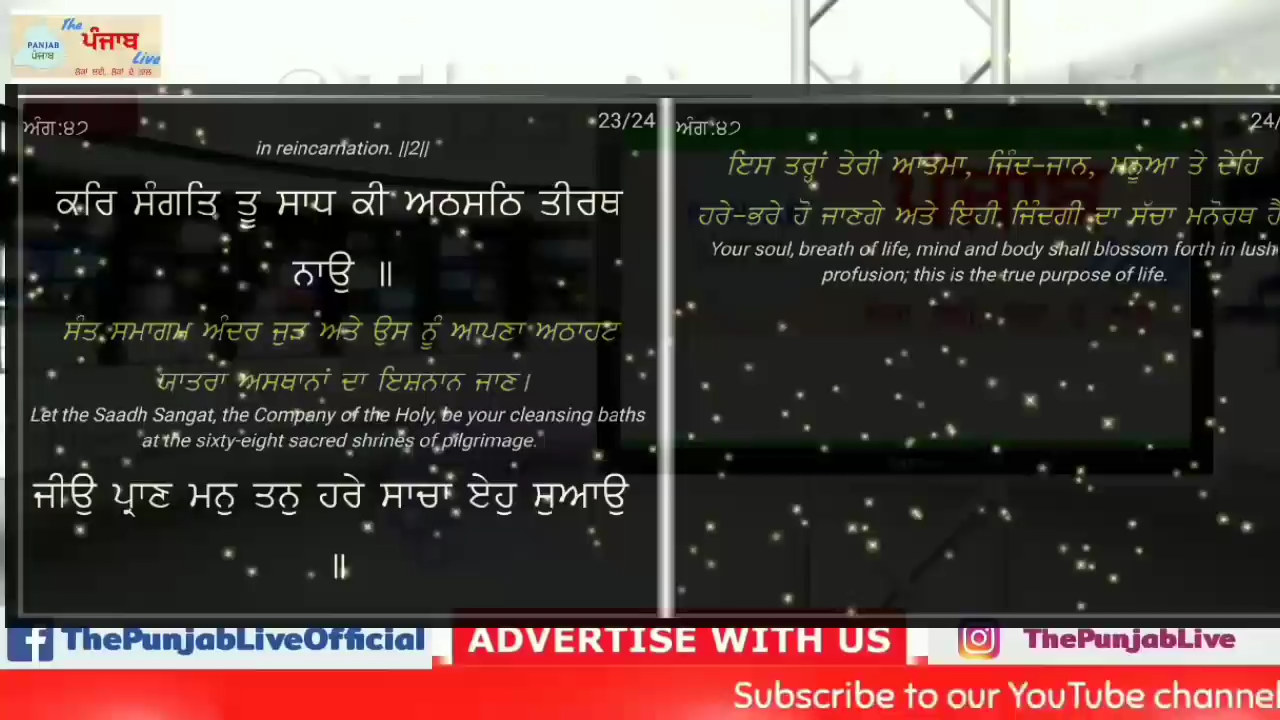 The
ਪੰਜਾਬ
PANJAB
ਪੰਜਾਬ
Live
ਲੋਕਾਂ ਲਈ, ਲੋਕਾਂ ਦੇ ਨਾਲ
ਅੰਗ:੪੭
23/24
in reincarnation. ||2||
ਕਰਿ ਸੰਗਤਿ ਤੂ ਸਾਧ ਕੀ ਅਠਸਠਿ ਤੀਰਥ
ਨਾਉ ॥
ਸੰਤ ਸਮਾਗਮ ਅੰਦਰ ਜੁੜ ਅਤੇ ਉਸ ਨੂੰ ਆਪਣਾ ਅਠਾਹਟ
ਯਾਤਰਾ ਅਸਥਾਨਾਂ ਦਾ ਇਸ਼ਨਾਨ ਜਾਣ।
Let the Saadh Sangat, the Company of the Holy, be your cleansing baths
at the sixty-eight sacred shrines of pilgrimage.
ਜੀਉ ਪ੍ਰਾਣ ਮਨੁ ਤਨੁ ਹਰੇ ਸਾਚਾ ਏਹੁ ਸੁਆਉ
॥
ਅੰਗ:੪੭
24/
ਇਸ ਤਰ੍ਹਾਂ ਤੇਰੀ ਆਤਮਾ, ਜਿੰਦ-ਜਾਨ, ਮਨੂਆ ਤੇ ਦੇਹਿ
ਹਰੇ-ਭਰੇ ਹੋ ਜਾਣਗੇ ਅਤੇ ਇਹੀ ਜਿੰਦਗੀ ਦਾ ਸੱਚਾ ਮਨੋਰਥ ਹੈ
Your soul, breath of life, mind and body shall blossom forth in lush
profusion; this is the true purpose of life.
ThePunjabLiveOfficial
ADVERTISE WITH US
ThePunjabLive
Subscribe to our YouTube channel